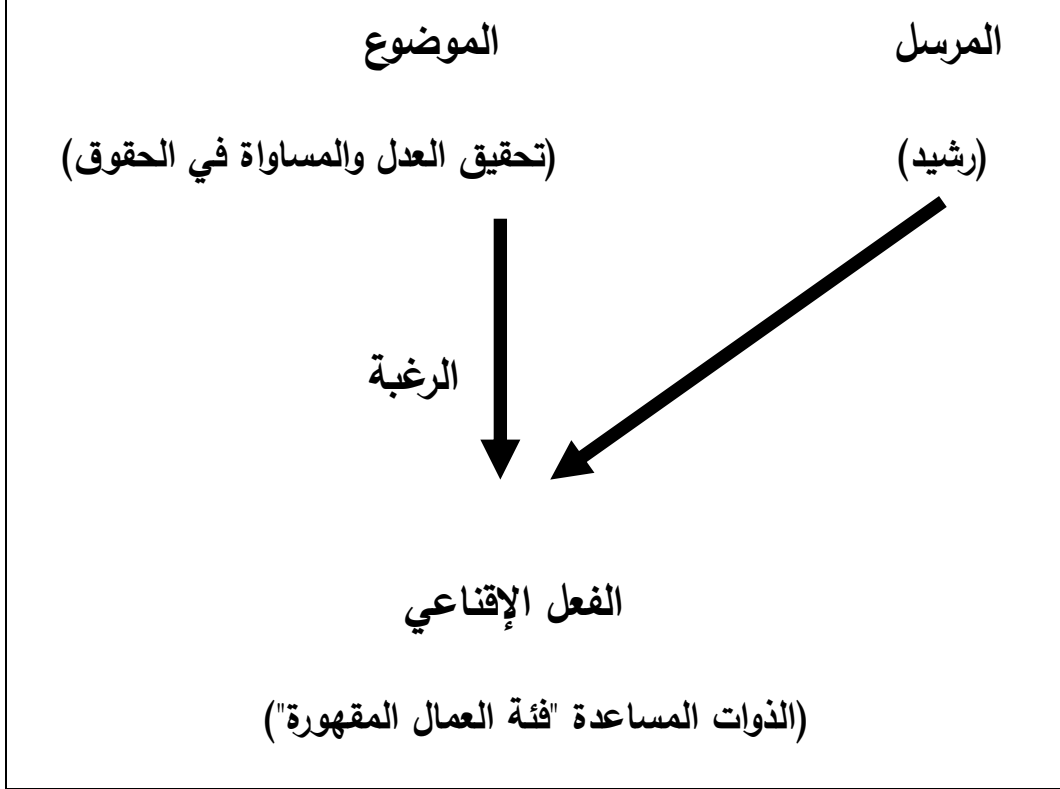 المرسل الموضوع
(رشيد) (تحقيق العدل والمساواة في الحقوق)
الرغبة
الفعل الإقناعي
(الذوات المساعدة "فئة العمال المقهورة")